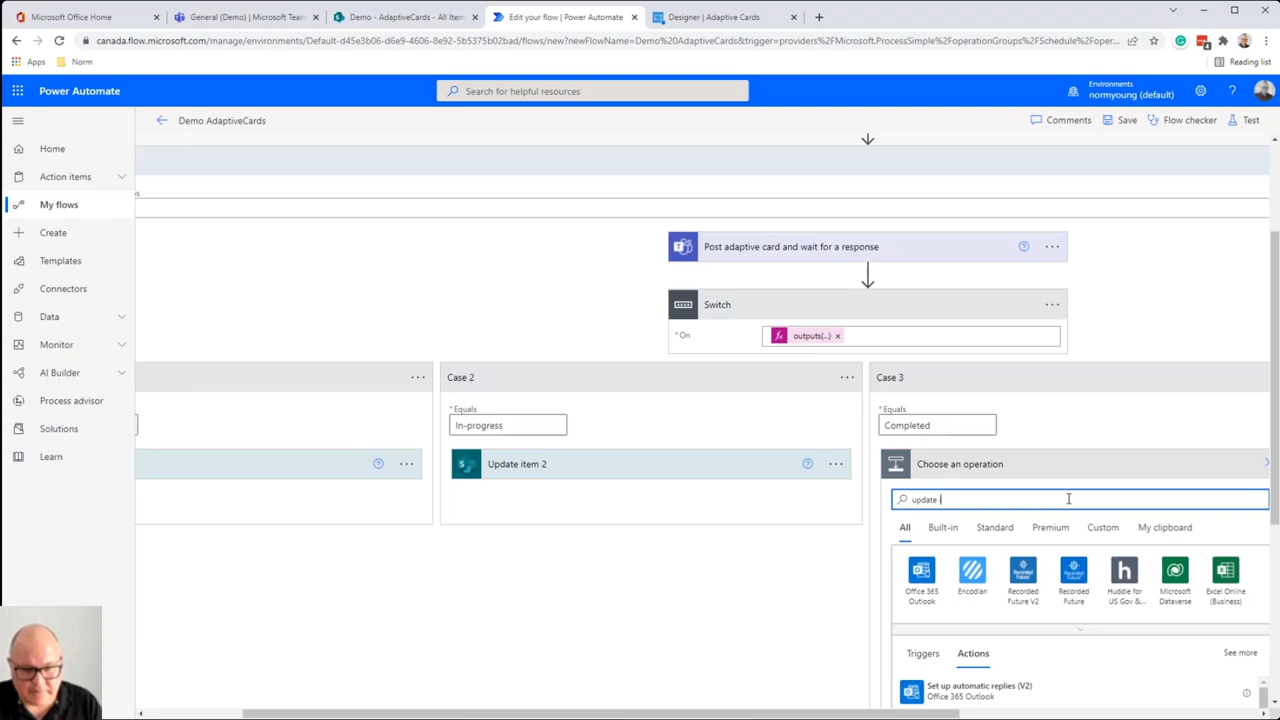 Microsoft Office Home
General (Demo) | Microsoft Team
Demo - AdaptiveCards - All Item
Edit your flow | Power Automate
Designer | Adaptive Cards
canada.flow.microsoft.com/manage/environments/Default-d45e3b06-d6e9-4606-8e92-5b5375b02bad/flows/new?newFlowName=Demo%20AdaptiveCards&trigger=providers%2FMicrosoft.ProcessSimple%2FoperationGroups%2FSchedule%2Foper...
Apps
Norm
Reading list
Power Automate
Search for helpful resources
Environments
normyoung (default)
Demo AdaptiveCards
Comments
Save
Flow checker
Test
Home
Action items
My flows
Create
Templates
Connectors
Data
Monitor
AI Builder
Process advisor
Solutions
Learn
Post adaptive card and wait for a response
Switch
* On
outputs(...) ×
Case 2
* Equals
In-progress
Update item 2
Case 3
* Equals
Completed
Choose an operation
update i
All
Built-in
Standard
Premium
Custom
My clipboard
Office 365 Outlook
Encodian
Recorded Future V2
Recorded Future
Huddle for US Gov &...
Microsoft Dataverse
Excel Online (Business)
Triggers
Actions
See more
Set up automatic replies (V2)
Office 365 Outlook